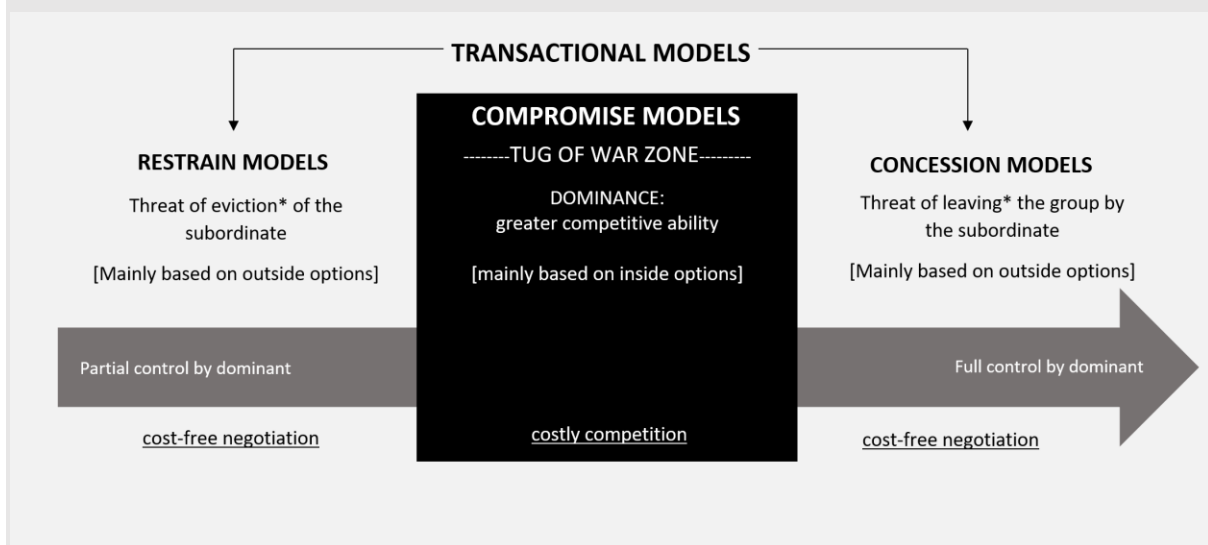 TRANSACTIONAL MODELS
RESTRAIN MODELS
Threat of eviction* of the
subordinate
[Mainly based on outside options]
COMPROMISE MODELS
--------TUG OF WAR ZONE---------
DOMINANCE:
greater competitive ability
[mainly based on inside options]
CONCESSION MODELS
Threat of leaving* the group by
the subordinate
[Mainly based on outside options]
Partial control by dominant
Full control by dominant
cost-free negotiation
costly competition
cost-free negotiation